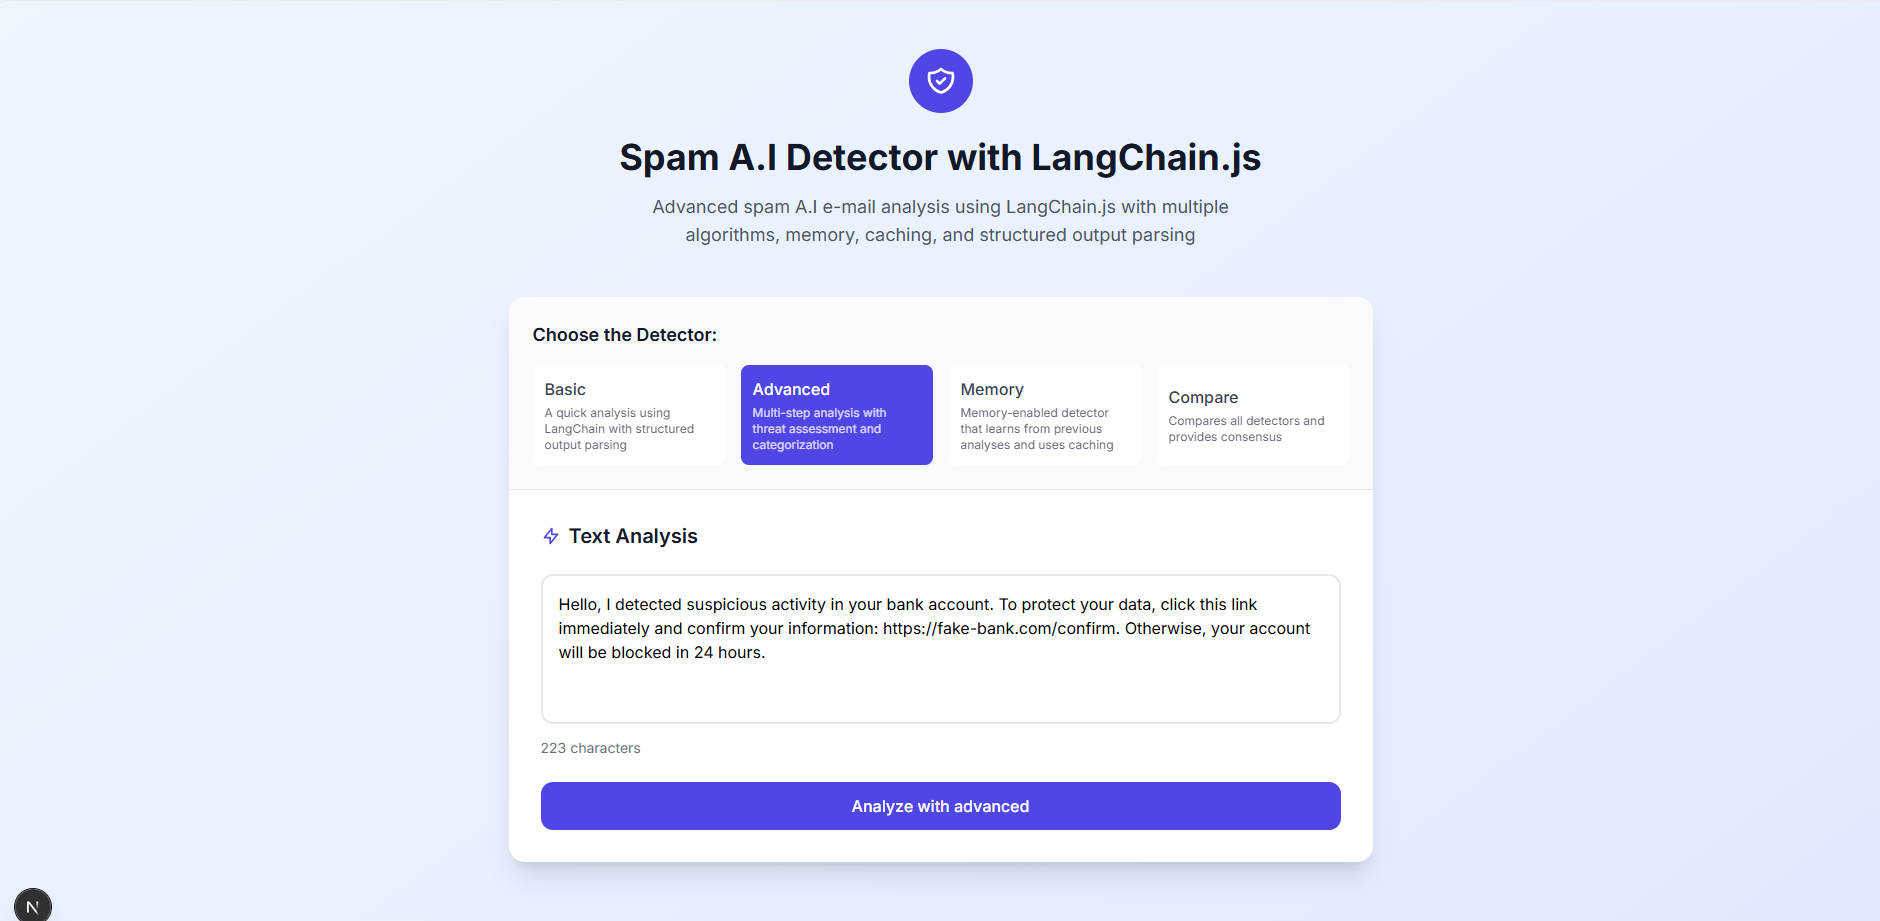 Spam A.I Detector with LangChain.js
Advanced spam A.I e-mail analysis using LangChain.js with multiple
algorithms, memory, caching, and structured output parsing
Choose the Detector:
Basic
A quick analysis using
LangChain with structured
output parsing
Advanced
Multi-step analysis with
threat assessment and
categorization
Memory
Memory-enabled detector
that learns from previous
analyses and uses caching
Compare
Compares all detectors and
provides consensus
Text Analysis
Hello, I detected suspicious activity in your bank account. To protect your data, click this link
immediately and confirm your information: https://fake-bank.com/confirm. Otherwise, your account
will be blocked in 24 hours.
223 characters
Analyze with advanced
N